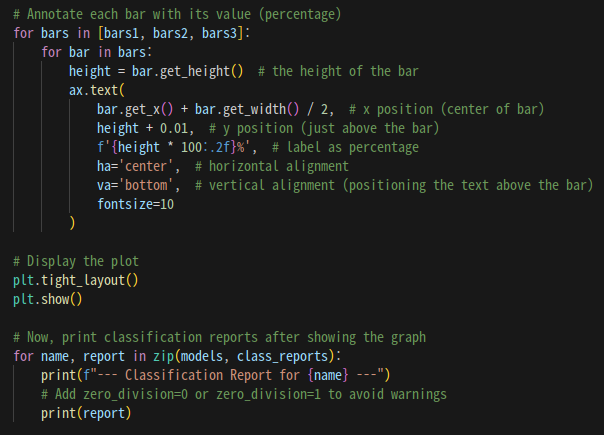 # Annotate each bar with its value (percentage)
for bars in [bars1, bars2, bars3]:
    for bar in bars:
        height = bar.get_height()  # the height of the bar
        ax.text(
            bar.get_x() + bar.get_width() / 2,  # x position (center of bar)
            height + 0.01,  # y position (just above the bar)
            f'{height * 100:.2f}%',  # label as percentage
            ha='center',  # horizontal alignment
            va='bottom',  # vertical alignment (positioning the text above the bar)
            fontsize=10
        )

# Display the plot
plt.tight_layout()
plt.show()

# Now, print classification reports after showing the graph
for name, report in zip(models, class_reports):
    print(f"--- Classification Report for {name} ---")
    # Add zero_division=0 or zero_division=1 to avoid warnings
    print(report)